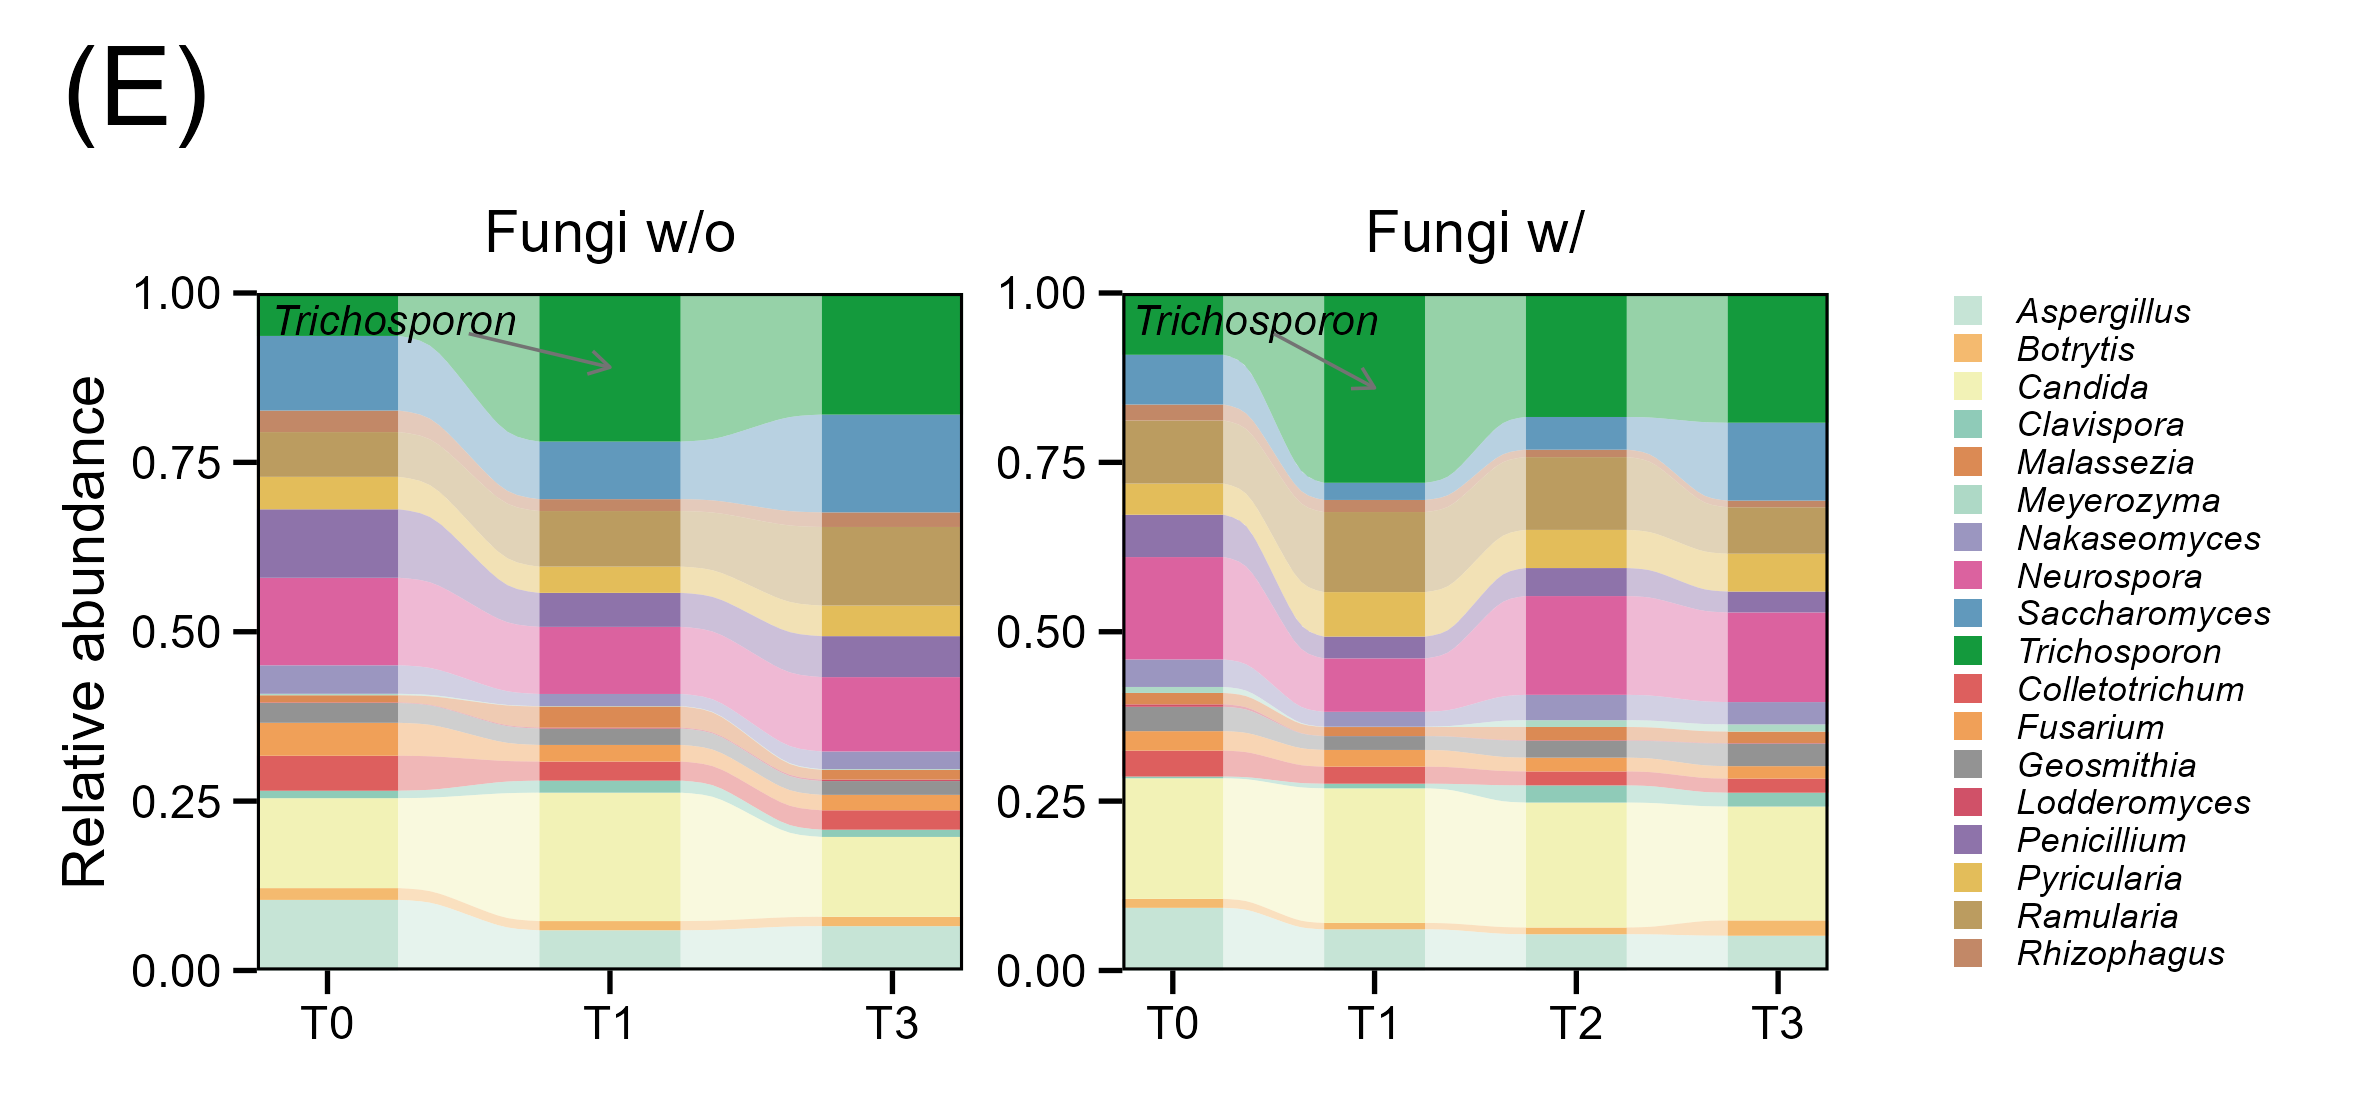 (E)
Fungi w/o
Fungi w/
Relative abundance
1.00
0.75
0.50
0.25
0.00
Trichosporon
T0
T1
T3
1.00
0.75
0.50
0.25
0.00
Trichosporon
T0
T1
T2
T3
Aspergillus
Botrytis
Candida
Clavispora
Malassezia
Meyerozyma
Nakaseomyces
Neurospora
Saccharomyces
Trichosporon
Colletotrichum
Fusarium
Geosmithia
Lodderomyces
Penicillium
Pyricularia
Ramularia
Rhizophagus